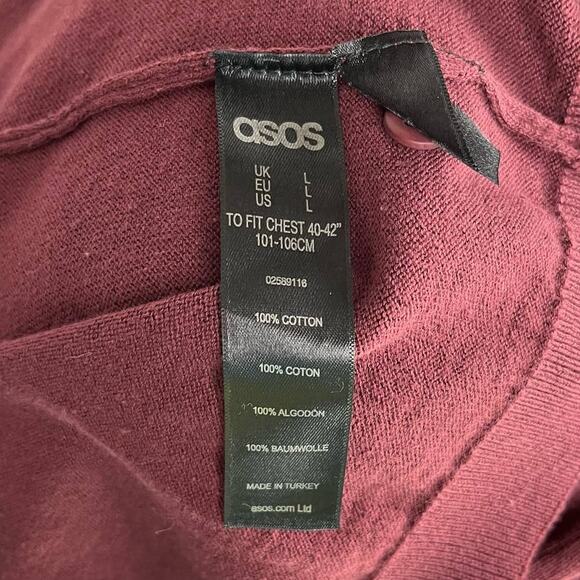 asos
UK L
EU L
US L
TO FIT CHEST 40-42"
101-106CM
02589116
100% COTTON
100% COTON
100% ALGODÓN
100% BAUMWOLLE
MADE IN TURKEY
asos.com Ltd